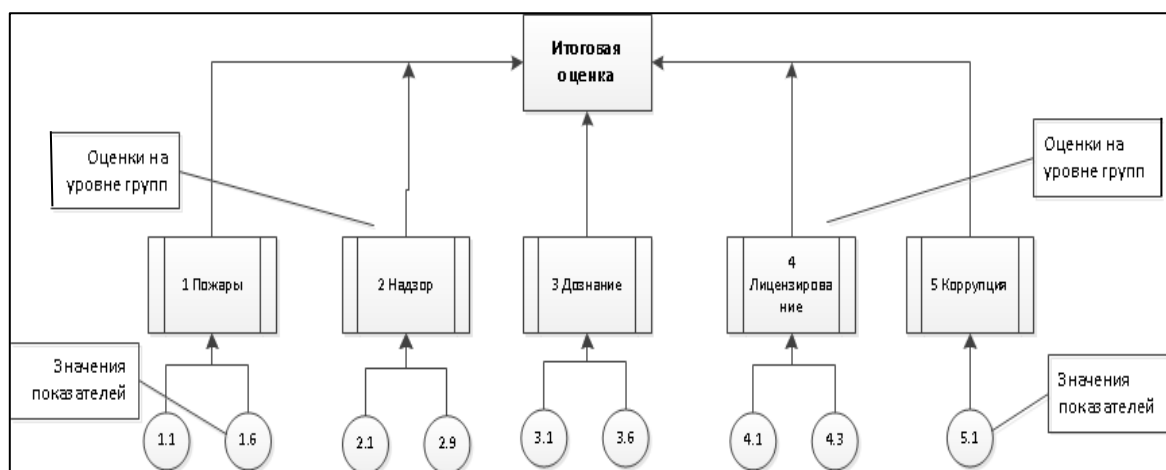 Итоговая
оценка
Оценки на
уровне групп
Оценки на
уровне групп
1 Пожары
2 Надзор
3 Дознание
4
Лицензирова
ние
5 Коррупция
Значения
показателей
Значения
показателей
1.1
1.6
2.1
2.9
3.1
3.6
4.1
4.3
5.1